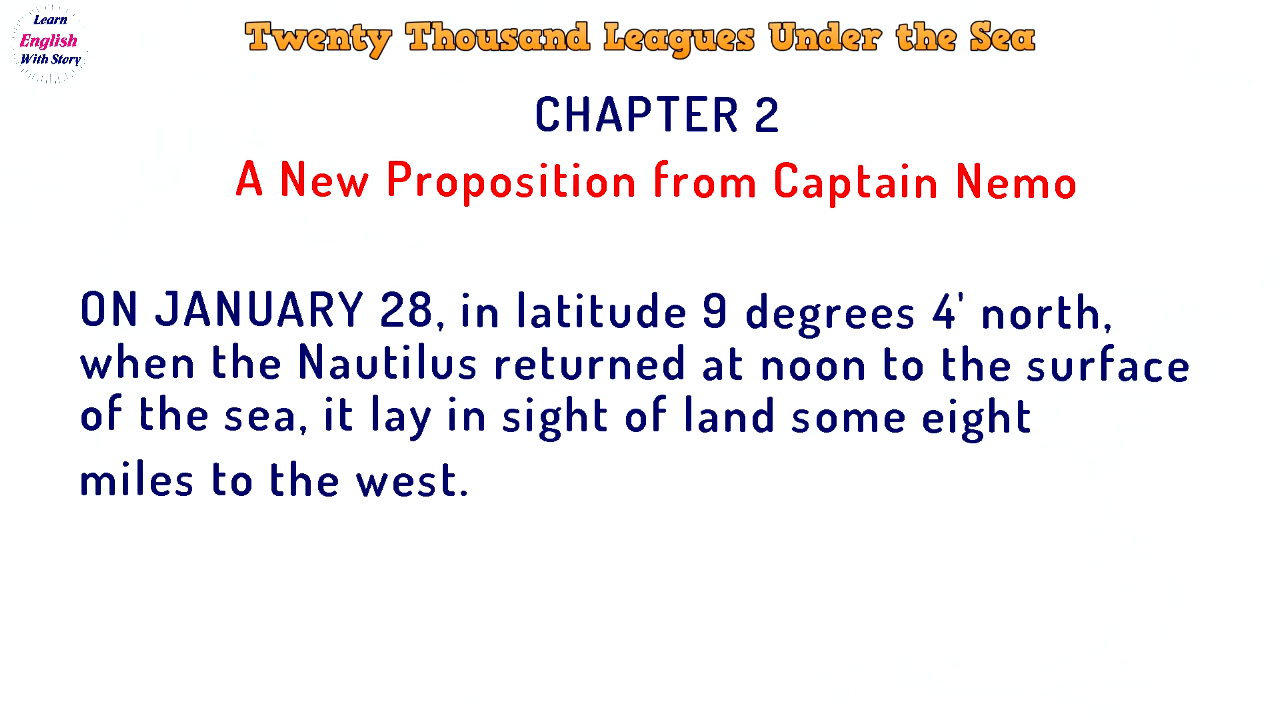 Learn
English
With Story
Twenty Thousand Leagues Under the Sea
CHAPTER 2
A New Proposition from Captain Nemo
ON JANUARY 28, in latitude 9 degrees 4' north,
when the Nautilus returned at noon to the surface
of the sea, it lay in sight of land some eight
miles to the west.